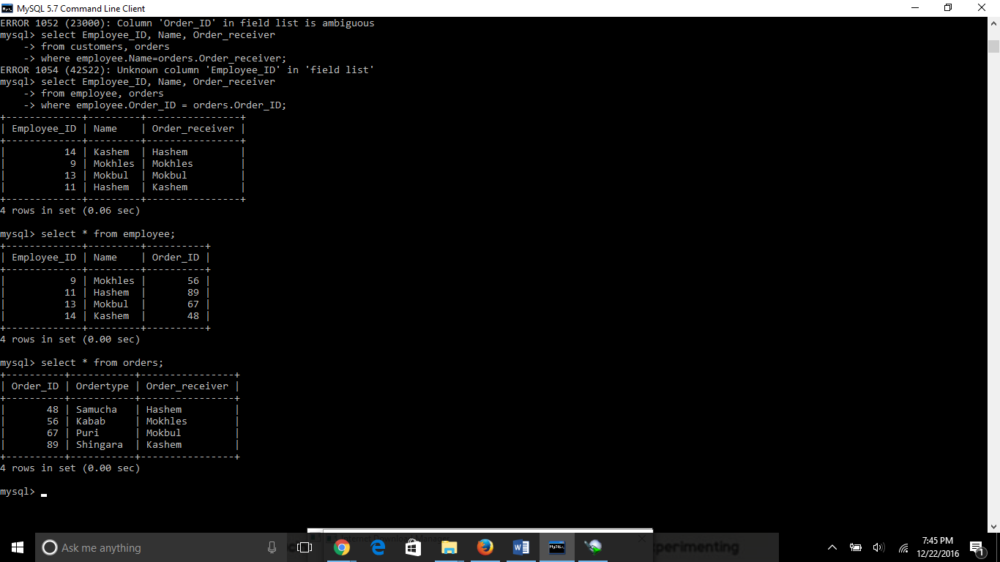 MySQL 5.7 Command Line Client
ERROR 1052 (23000): Column 'Order_ID' in field list is ambiguous
mysql> select Employee_ID, Name, Order_receiver
    -> from customers, orders
    -> where employee.Name=orders.Order_receiver;
ERROR 1054 (42S22): Unknown column 'Employee_ID' in 'field list'
mysql> select Employee_ID, Name, Order_receiver
    -> from employee, orders
    -> where employee.Order_ID = orders.Order_ID;
+-------------+---------+----------------+
| Employee_ID | Name    | Order_receiver |
+-------------+---------+----------------+
|          14 | Kashem  | Hashem         |
|           9 | Mokhles | Mokhles        |
|          13 | Mokbul  | Mokbul         |
|          11 | Hashem  | Kashem         |
+-------------+---------+----------------+
4 rows in set (0.06 sec)
mysql> select * from employee;
+-------------+---------+----------+
| Employee_ID | Name    | Order_ID |
+-------------+---------+----------+
|           9 | Mokhles |       56 |
|          11 | Hashem  |       89 |
|          13 | Mokbul  |       67 |
|          14 | Kashem  |       48 |
+-------------+---------+----------+
4 rows in set (0.00 sec)
mysql> select * from orders;
+----------+-----------+----------------+
| Order_ID | Ordertype | Order_receiver |
+----------+-----------+----------------+
|       48 | Samucha   | Hashem         |
|       56 | Kabab     | Mokhles        |
|       67 | Puri      | Mokbul         |
|       89 | Shingara  | Kashem         |
+----------+-----------+----------------+
4 rows in set (0.00 sec)
mysql>
Ask me anything
Internet Download Manager
xperimenting
7:45 PM
12/22/2016
1